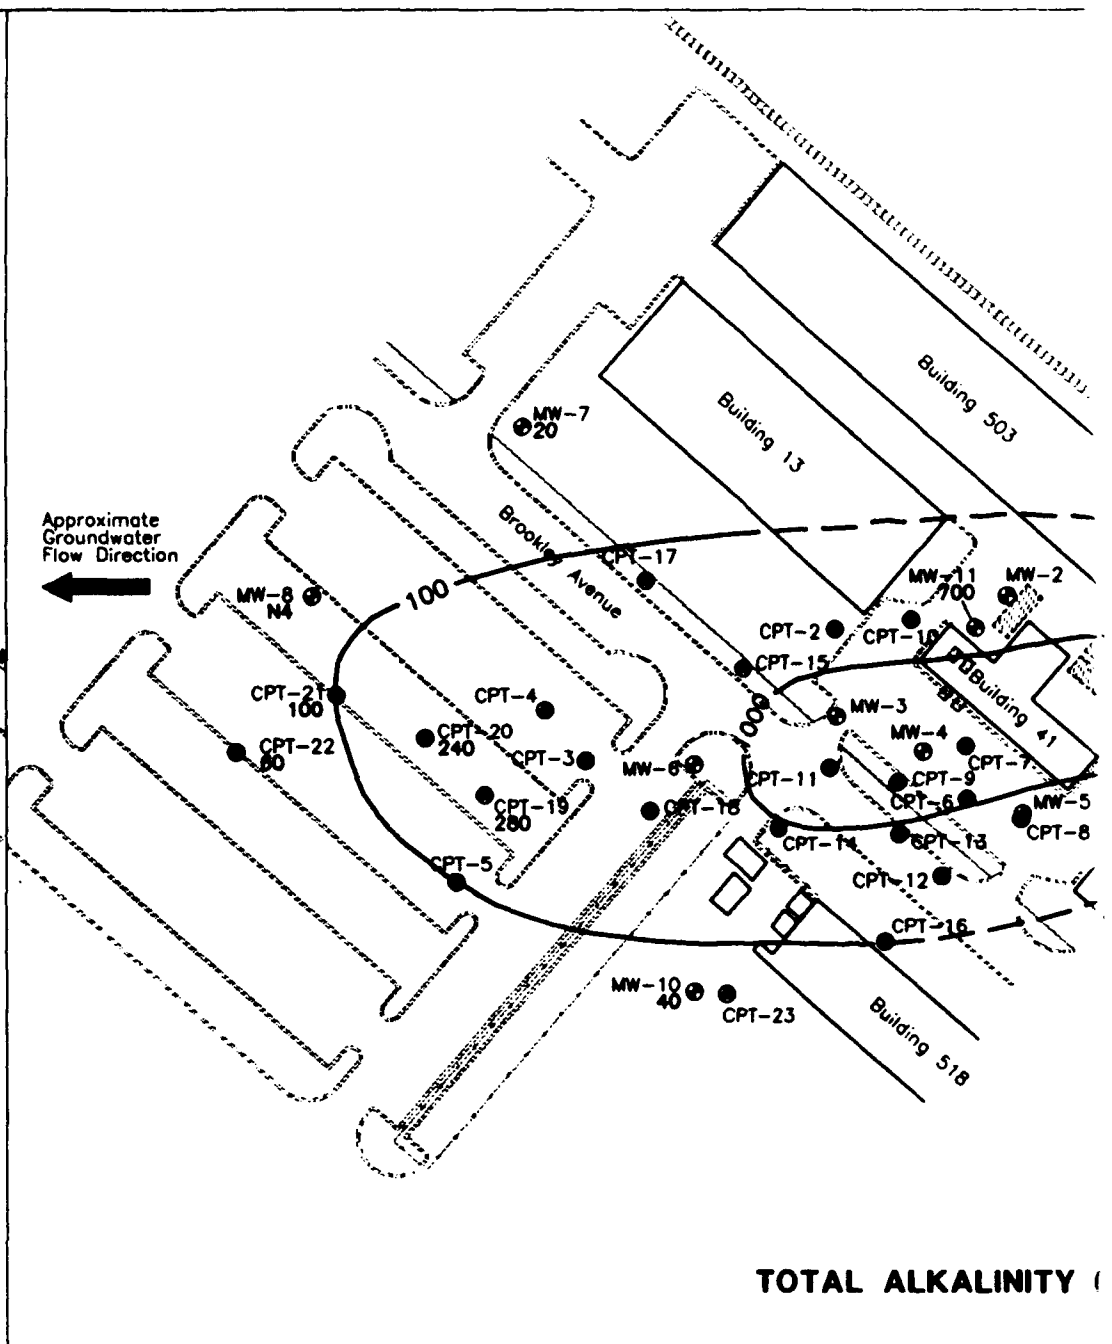 Building 503
Building 13
MW-7
20
Approximate
Groundwater
Flow Direction
Brookley Avenue
CPT-17
MW-11
700
MW-2
MW-8
N4
100
CPT-2
CPT-10
CPT-15
CPT-21
100
CPT-4
MW-3
Building 41
CPT-20
240
CPT-22
60
CPT-3
MW-6
MW-4
CPT-7
CPT-11
CPT-9
CPT-6
CPT-19
280
CPT-18
MW-5
CPT-8
CPT-14
CPT-13
CPT-5
CPT-12
CPT-16
MW-10
40
CPT-23
Building 518
TOTAL ALKALINITY (